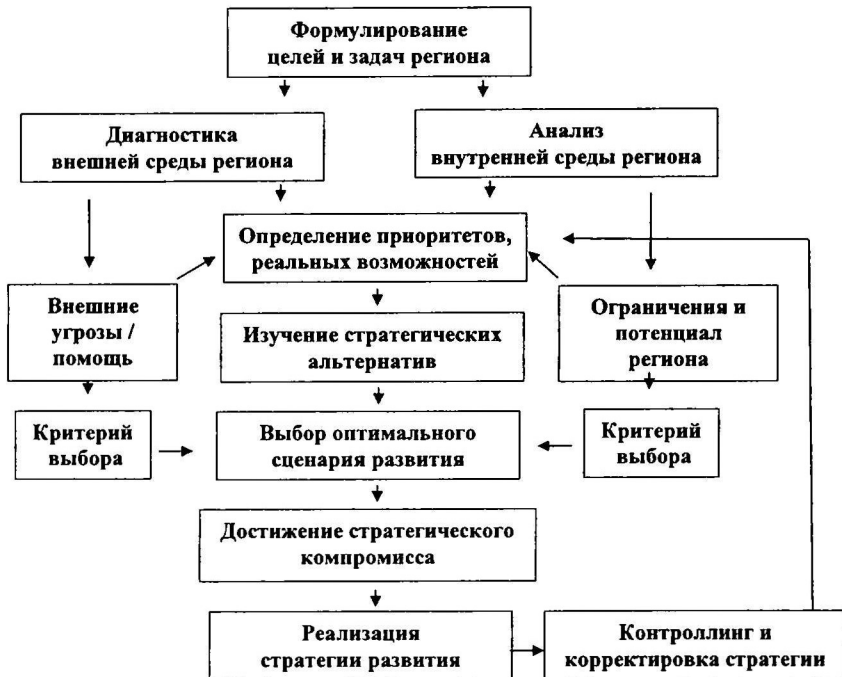 Формулирование
целей и задач региона
Диагностика
внешней среды региона
Анализ
внутренней среды региона
Определение приоритетов,
реальных возможностей
Внешние
угрозы /
помощь
Изучение стратегических
альтернатив
Ограничения и
потенциал
региона
Критерий
выбора
Выбор оптимального
сценария развития
Критерий
выбора
Достижение стратегического
компромисса
Реализация
стратегии развития
Контроллинг и
корректировка стратегии